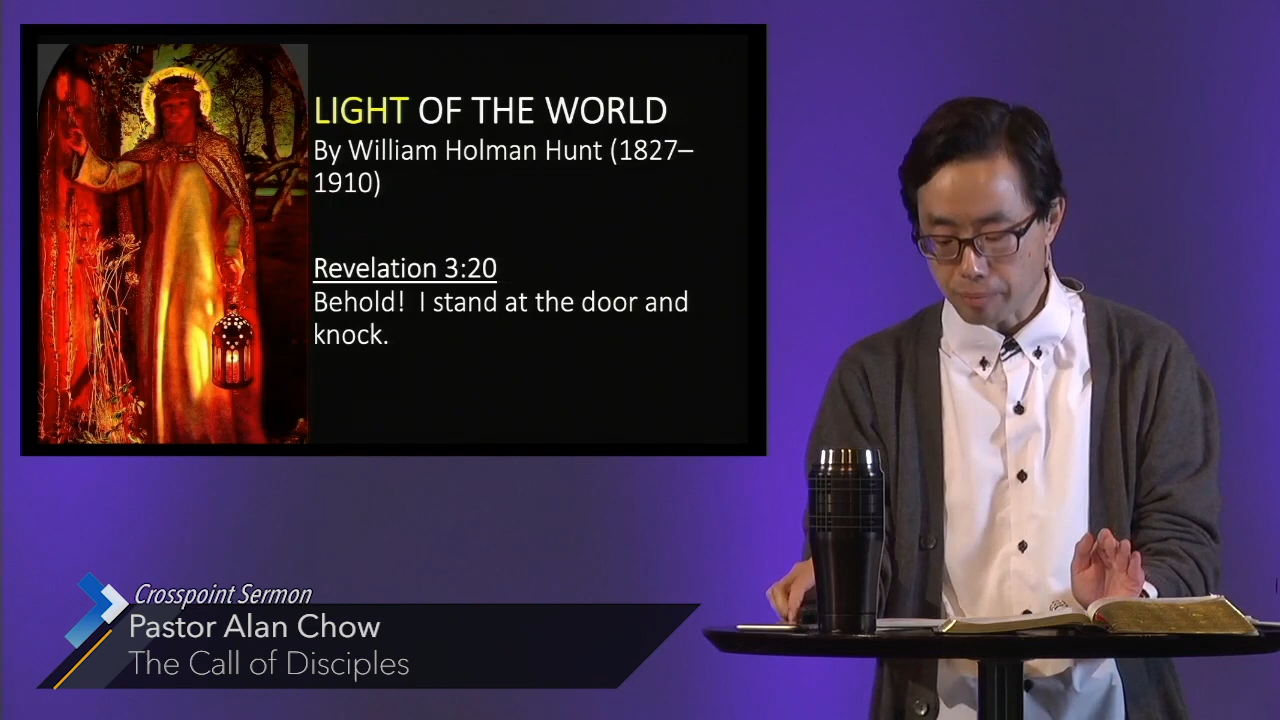 LIGHT OF THE WORLD
By William Holman Hunt (1827–
1910)
Revelation 3:20
Behold!  I stand at the door and
knock.
Crosspoint Sermon
Pastor Alan Chow
The Call of Disciples